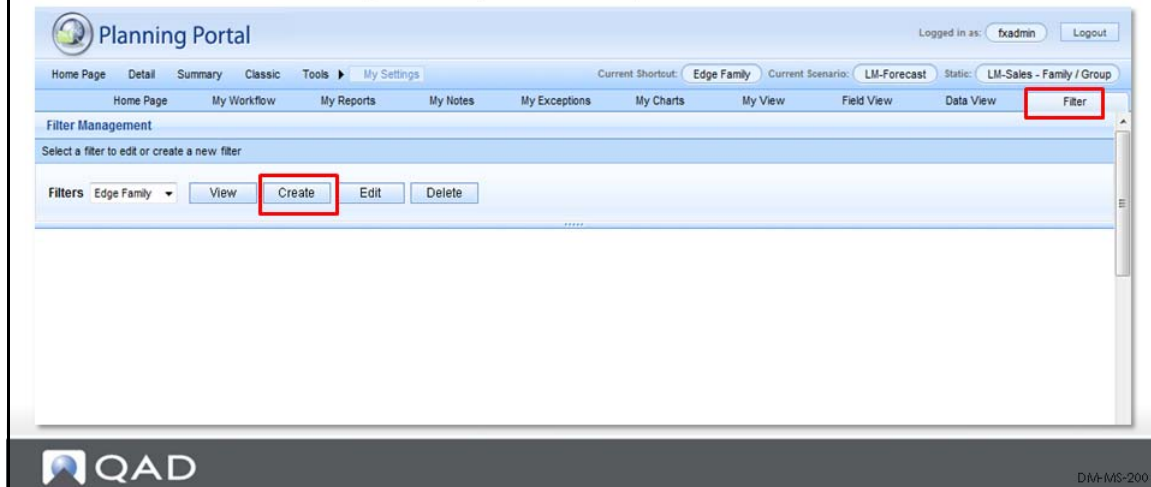 Planning Portal
Logged in as: fxadmin Logout
Home Page Detail Summary Classic Tools My Settings Current Shortcut: Edge Family Current Scenario: LM-Forecast Static: LM-Sales - Family / Group
Home Page My Workflow My Reports My Notes My Exceptions My Charts My View Field View Data View Filter
Filter Management
Select a filter to edit or create a new filter
Filters Edge Family View Create Edit Delete
QAD
DM-MS-200